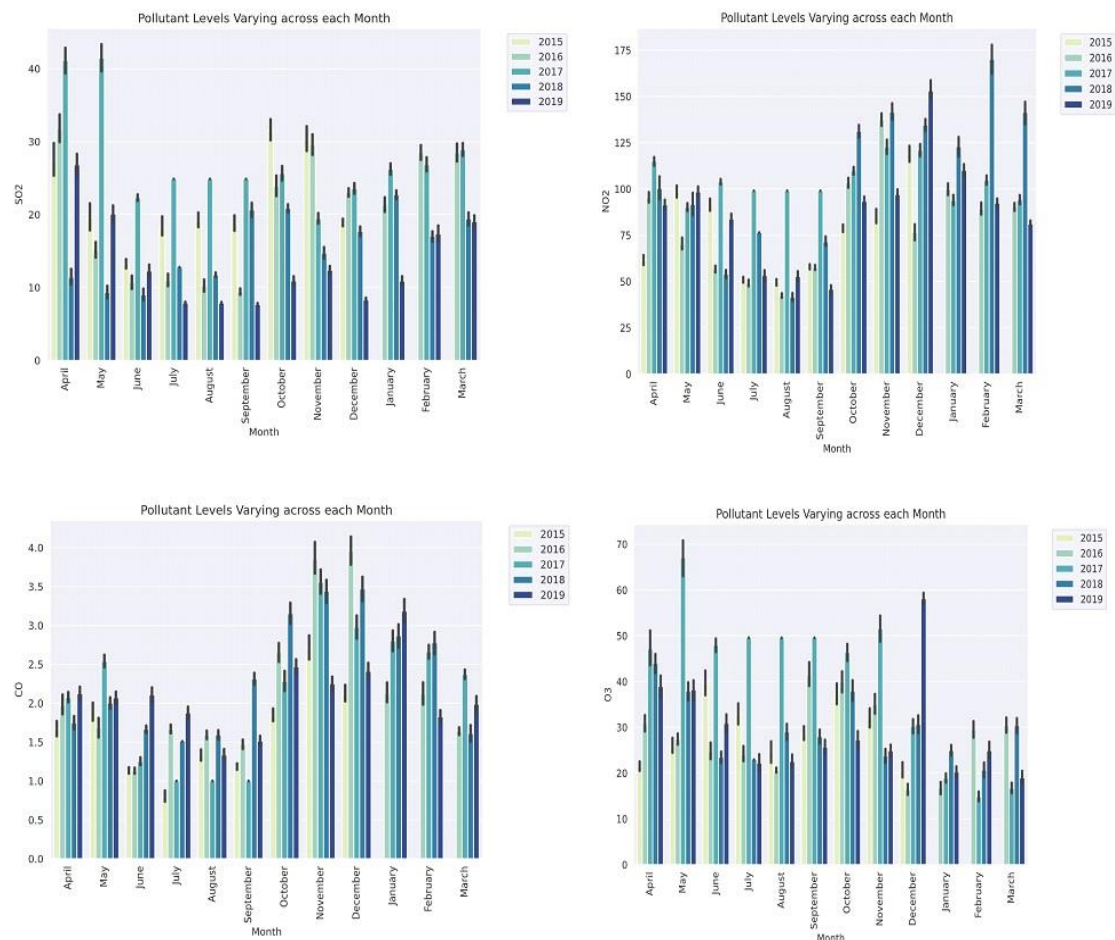 Pollutant Levels Varying across each Month
40
30
20
10
0
SO2
April
May
June
July
August
September
October
November
December
January
February
March
Month
2015
2016
2017
2018
2019
Pollutant Levels Varying across each Month
175
150
125
100
75
50
25
0
NO2
April
May
June
July
August
September
October
November
December
January
February
March
Month
2015
2016
2017
2018
2019
Pollutant Levels Varying across each Month
4.0
3.5
3.0
2.5
2.0
1.5
1.0
0.5
0.0
CO
April
May
June
July
August
September
October
November
December
January
February
March
Month
2015
2016
2017
2018
2019
Pollutant Levels Varying across each Month
70
60
50
40
30
20
10
0
O3
April
May
June
July
August
September
October
November
December
January
February
March
Month
2015
2016
2017
2018
2019